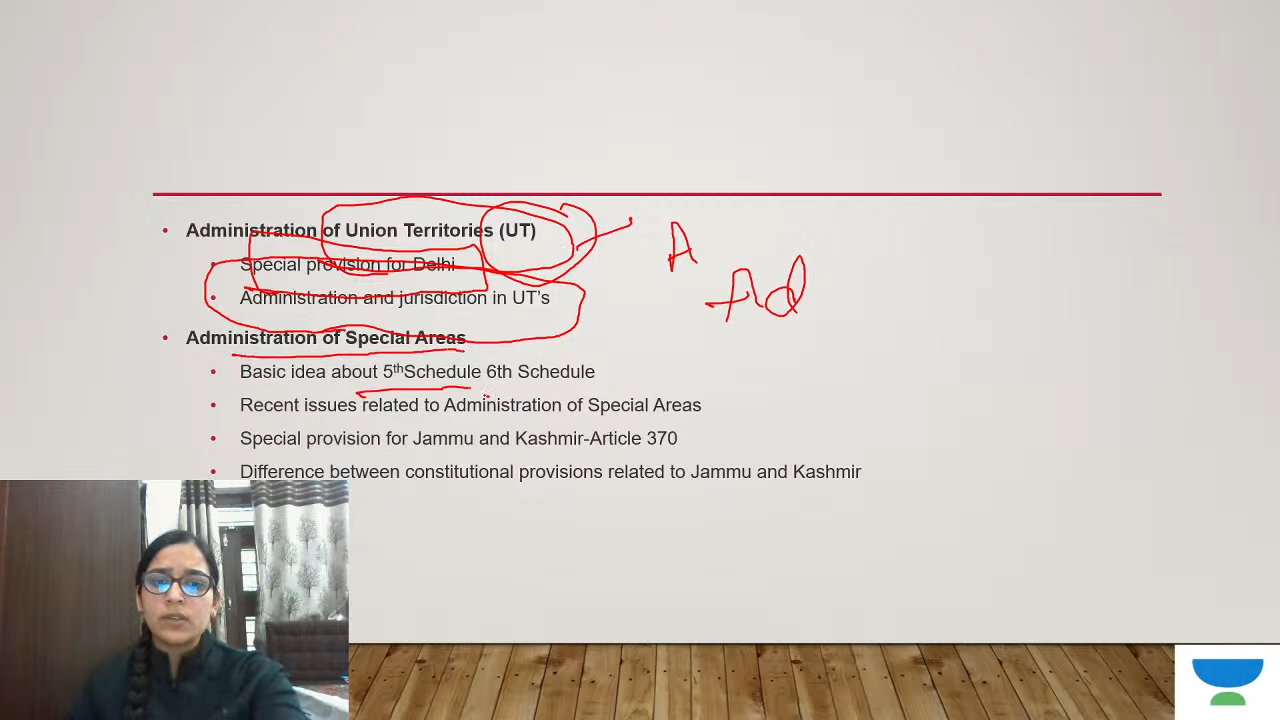 • Administration of Union Territories (UT)
• Special provision for Delhi
• Administration and jurisdiction in UT's
A
Ad
• Administration of Special Areas
• Basic idea about 5thSchedule 6th Schedule
• Recent issues related to Administration of Special Areas
• Special provision for Jammu and Kashmir-Article 370
• Difference between constitutional provisions related to Jammu and Kashmir